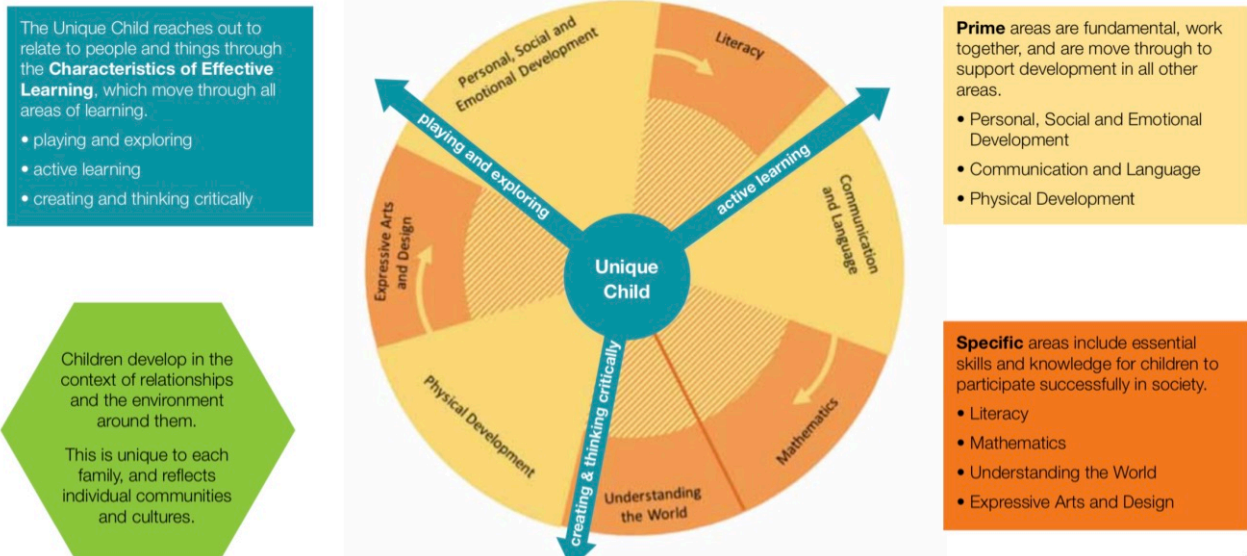 The Unique Child reaches out to
relate to people and things through
the Characteristics of Effective
Learning, which move through all
areas of learning.
• playing and exploring
• active learning
• creating and thinking critically
Children develop in the
context of relationships
and the environment
around them.
This is unique to each
family, and reflects
individual communities
and cultures.
Personal, Social and
Emotional Development
Literacy
playing and exploring
active learning
Communication
and Language
Expressive Arts
and Design
Unique
Child
Physical Development
creating & thinking critically
Mathematics
Understanding
the World
Prime areas are fundamental, work
together, and are move through to
support development in all other
areas.
• Personal, Social and Emotional
Development
• Communication and Language
• Physical Development
Specific areas include essential
skills and knowledge for children to
participate successfully in society.
• Literacy
• Mathematics
• Understanding the World
• Expressive Arts and Design